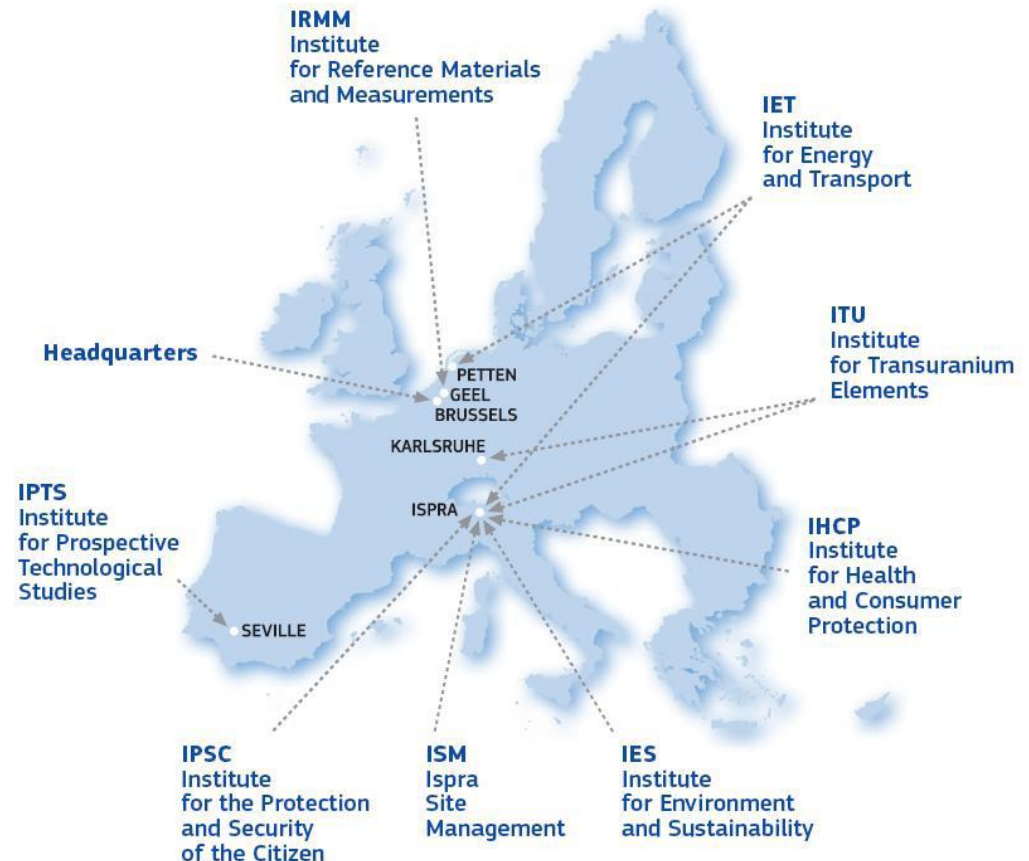 IRMM
Institute
for Reference Materials
and Measurements
IET
Institute
for Energy
and Transport
ITU
Institute
for Transuranium
Elements
Headquarters
PETTEN
GEEL
BRUSSELS
KARLSRUHE
ISPRA
IPTS
Institute
for Prospective
Technological
Studies
SEVILLE
IHCP
Institute
for Health
and Consumer
Protection
IPSC
Institute
for the Protection
and Security
of the Citizen
ISM
Ispra
Site
Management
IES
Institute
for Environment
and Sustainability